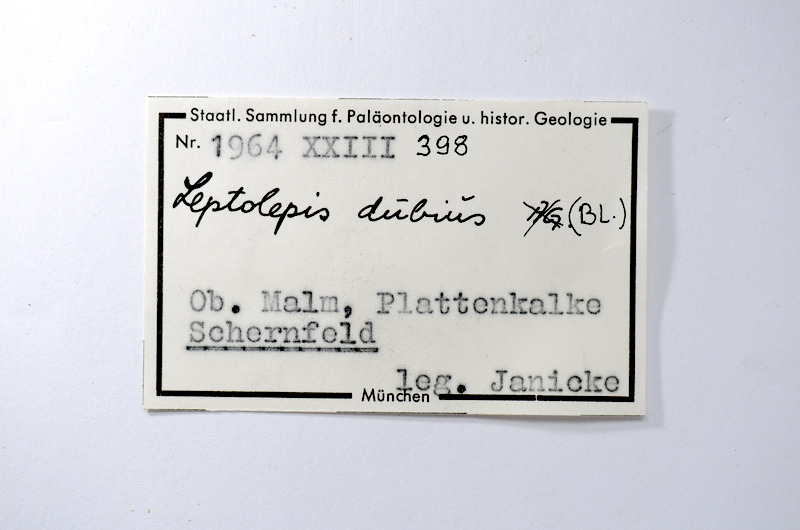 Staatl. Sammlung f. Paläontologie u. histor. Geologie
Nr. 1964 XXIII 398
Leptolepis dubius (BL.)
Ob. Malm, Plattenkalke
Schernfeld
leg. Janicke
München